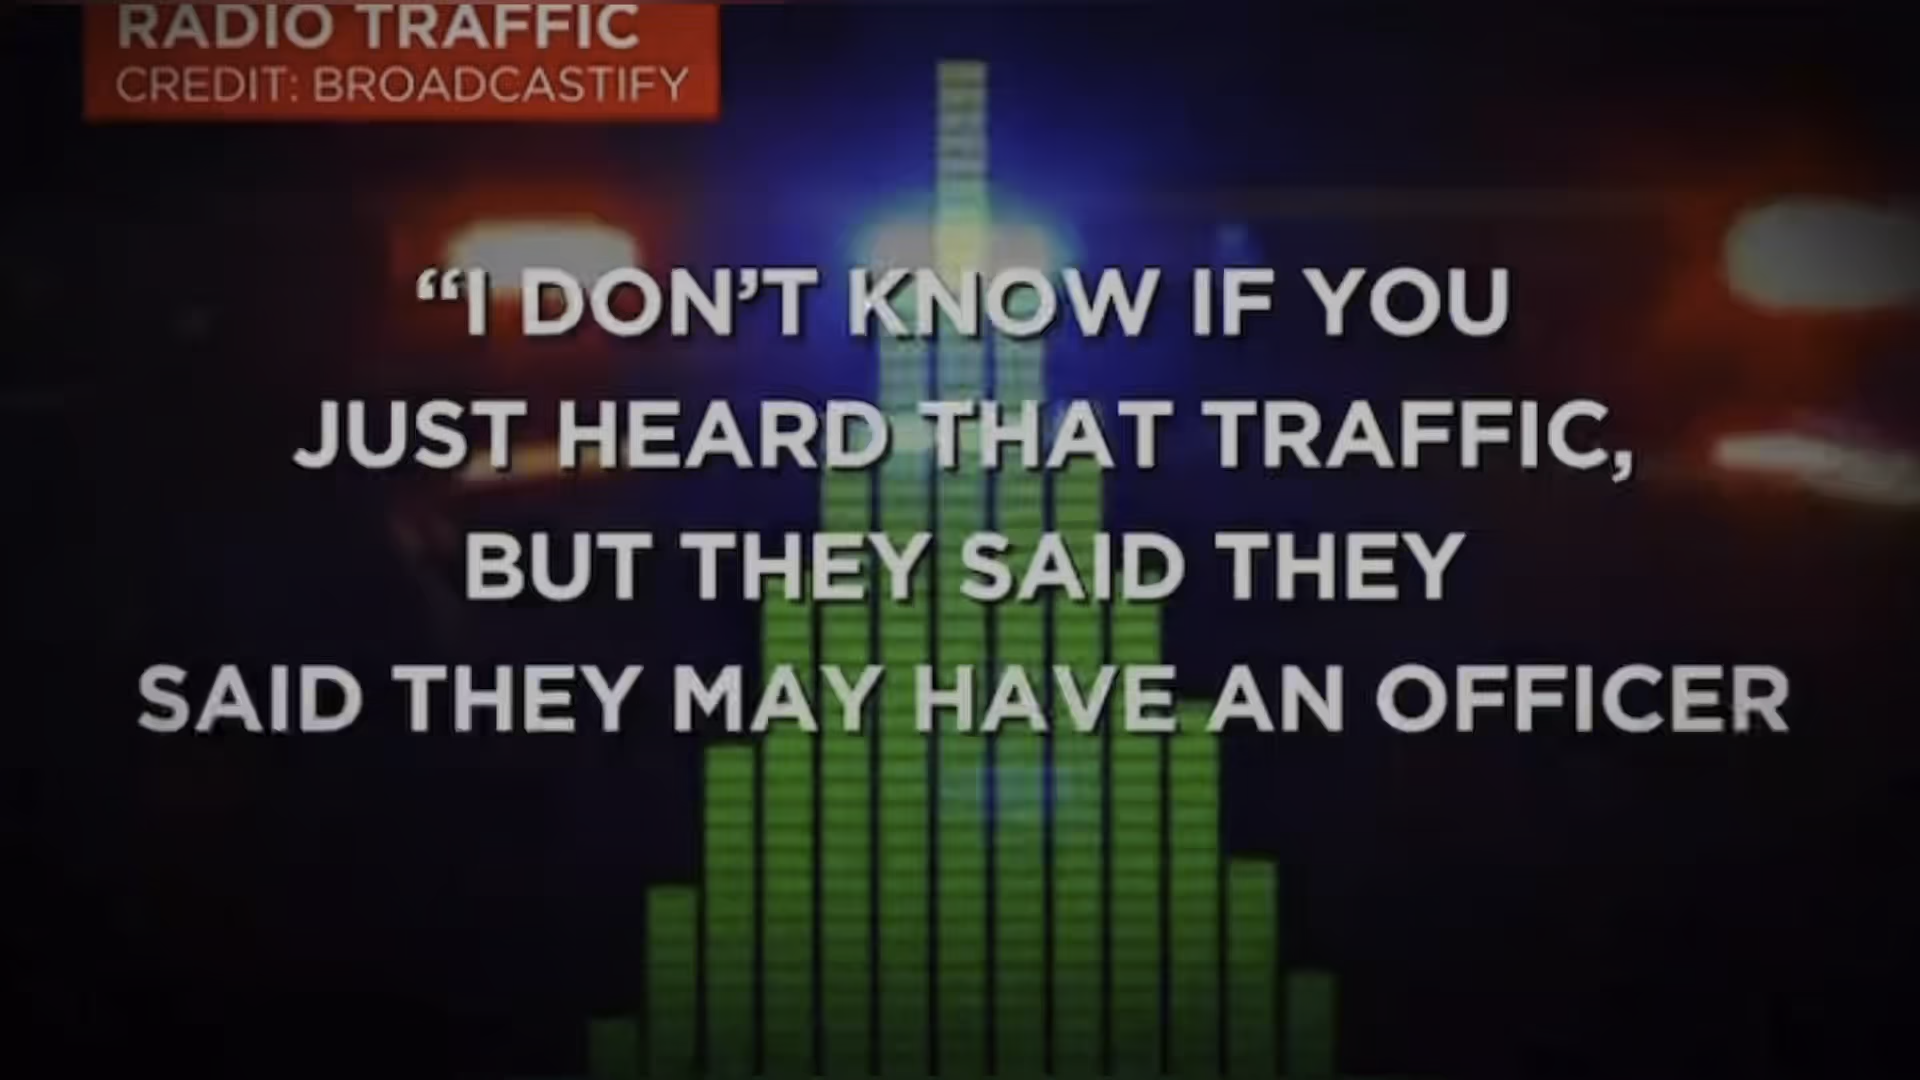 RADIO TRAFFIC
CREDIT: BROADCASTIFY
“I DON’T KNOW IF YOU
JUST HEARD THAT TRAFFIC,
BUT THEY SAID THEY
SAID THEY MAY HAVE AN OFFICER